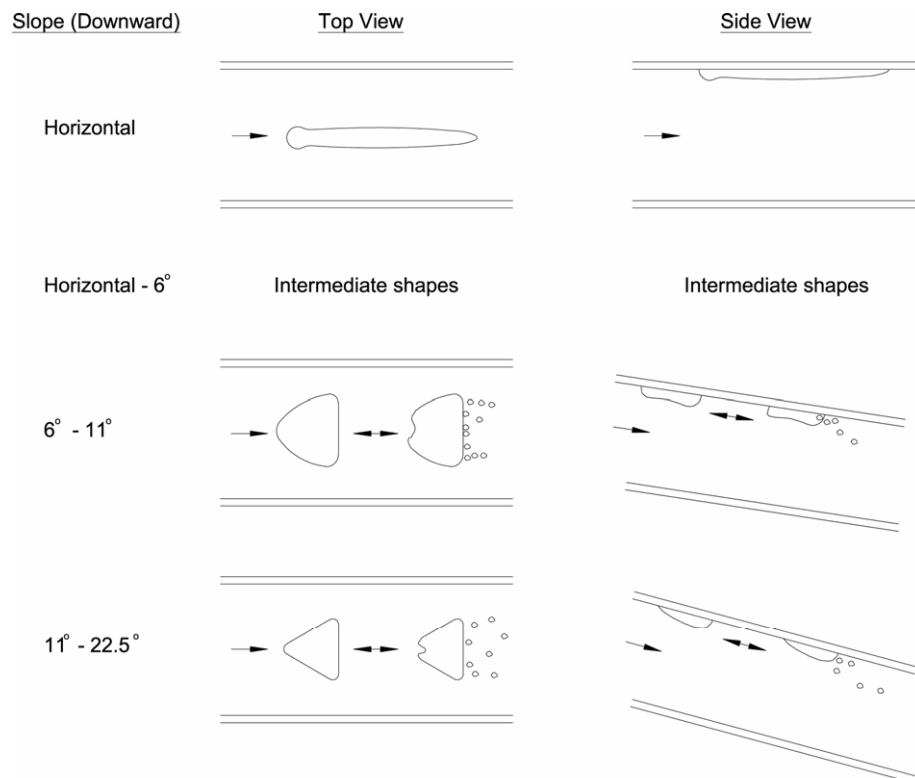 Slope (Downward) Top View Side View
Horizontal
Horizontal - 6° Intermediate shapes Intermediate shapes
6° - 11°
11° - 22.5°